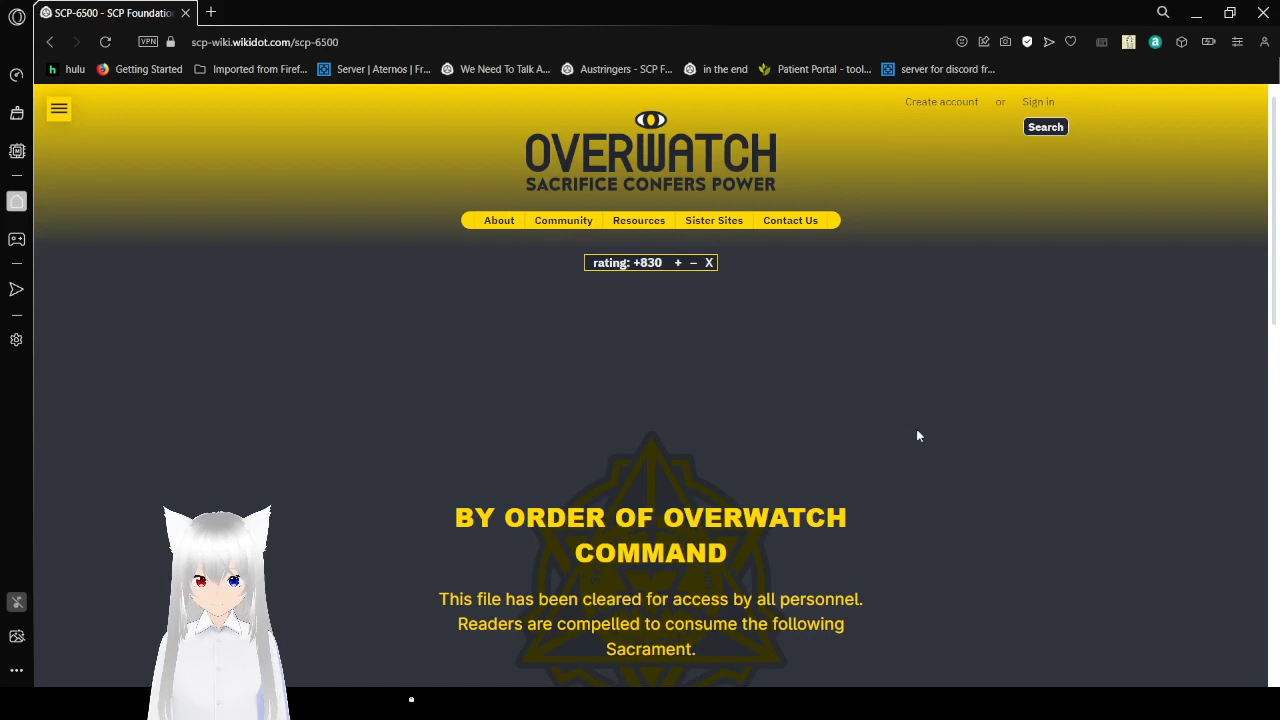 SCP-6500 - SCP Foundatio
VPN scp-wiki.wikidot.com/scp-6500
hulu Getting Started Imported from Firef... Server | Aternos | Fr... We Need To Talk A... Austringers - SCP F... in the end Patient Portal - tool... server for discord fr...
Create account or Sign in
Search
OVERWATCH
SACRIFICE CONFERS POWER
About Community Resources Sister Sites Contact Us
rating: +830 + – X
BY ORDER OF OVERWATCH
COMMAND
This file has been cleared for access by all personnel.
Readers are compelled to consume the following
Sacrament.